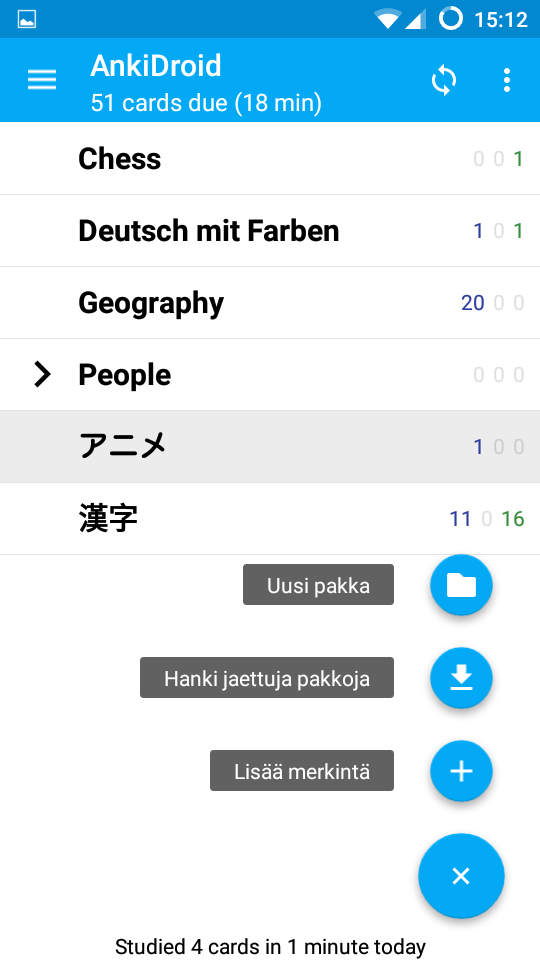 15:12
AnkiDroid
51 cards due (18 min)
Chess 0 0 1
Deutsch mit Farben 1 0 1
Geography 20 0 0
People 0 0 0
アニメ 1 0 0
漢字 11 0 16
Uusi pakka
Hanki jaettuja pakkoja
Lisää merkintä
Studied 4 cards in 1 minute today